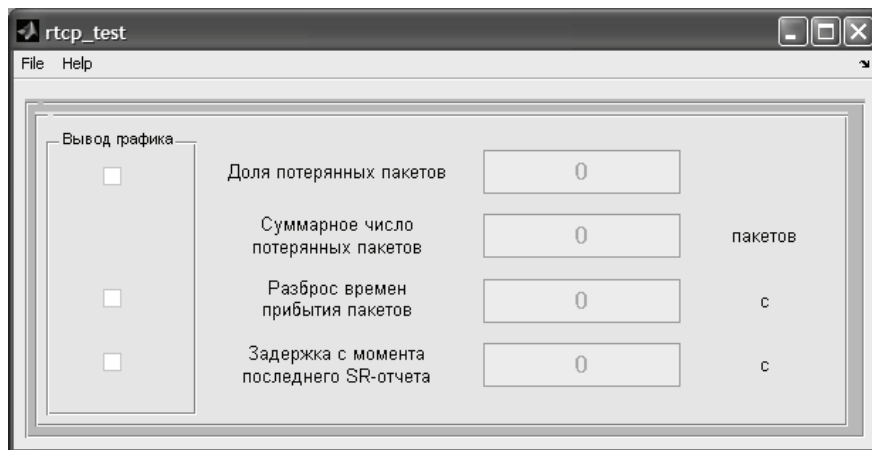 rtcp_test
File Help
Вывод графика
Доля потерянных пакетов 0
Суммарное число
потерянных пакетов 0 пакетов
Разброс времен
прибытия пакетов 0 с
Задержка с момента
последнего SR-отчета 0 с